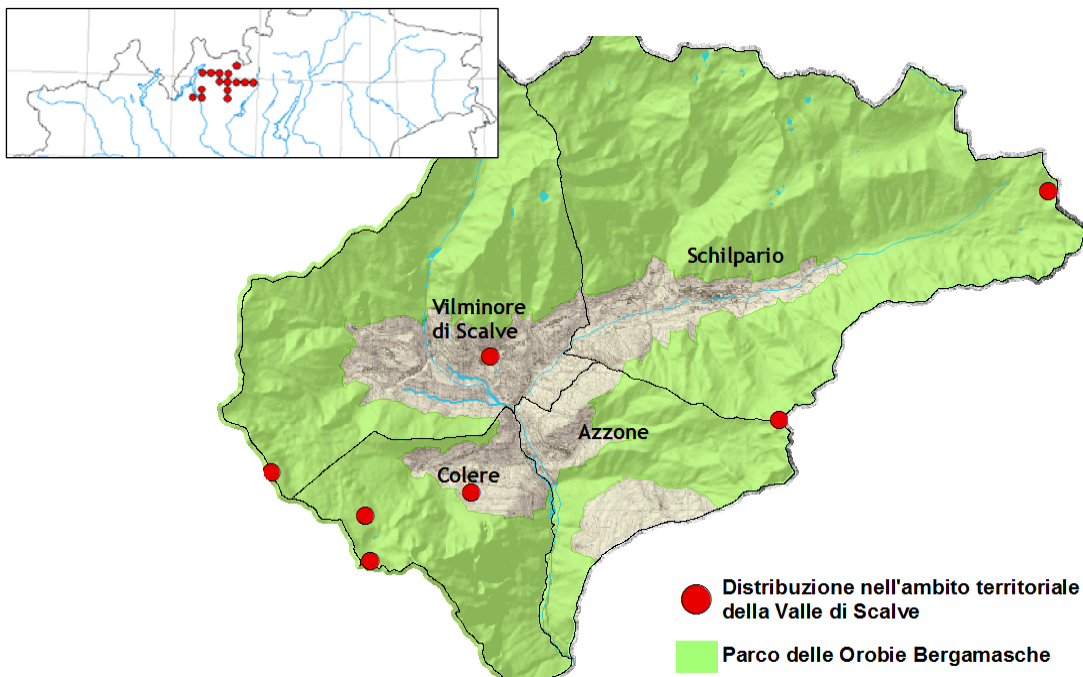 Schilpario
Vilminore
di Scalve
Azzone
Colere
Distribuzione nell'ambito territoriale
della Valle di Scalve
Parco delle Orobie Bergamasche